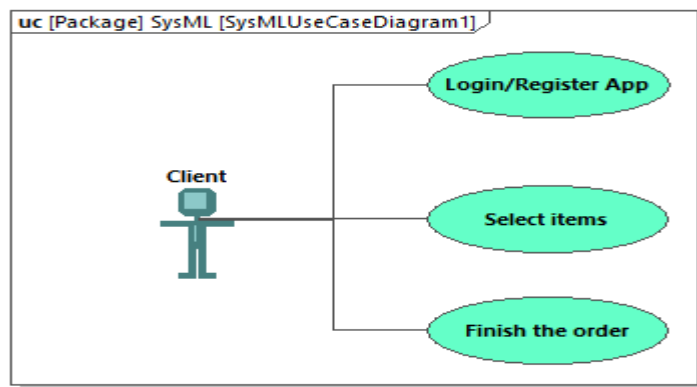 uc [Package] SysML [SysMLUseCaseDiagram1]
Login/Register App
Client
Select items
Finish the order